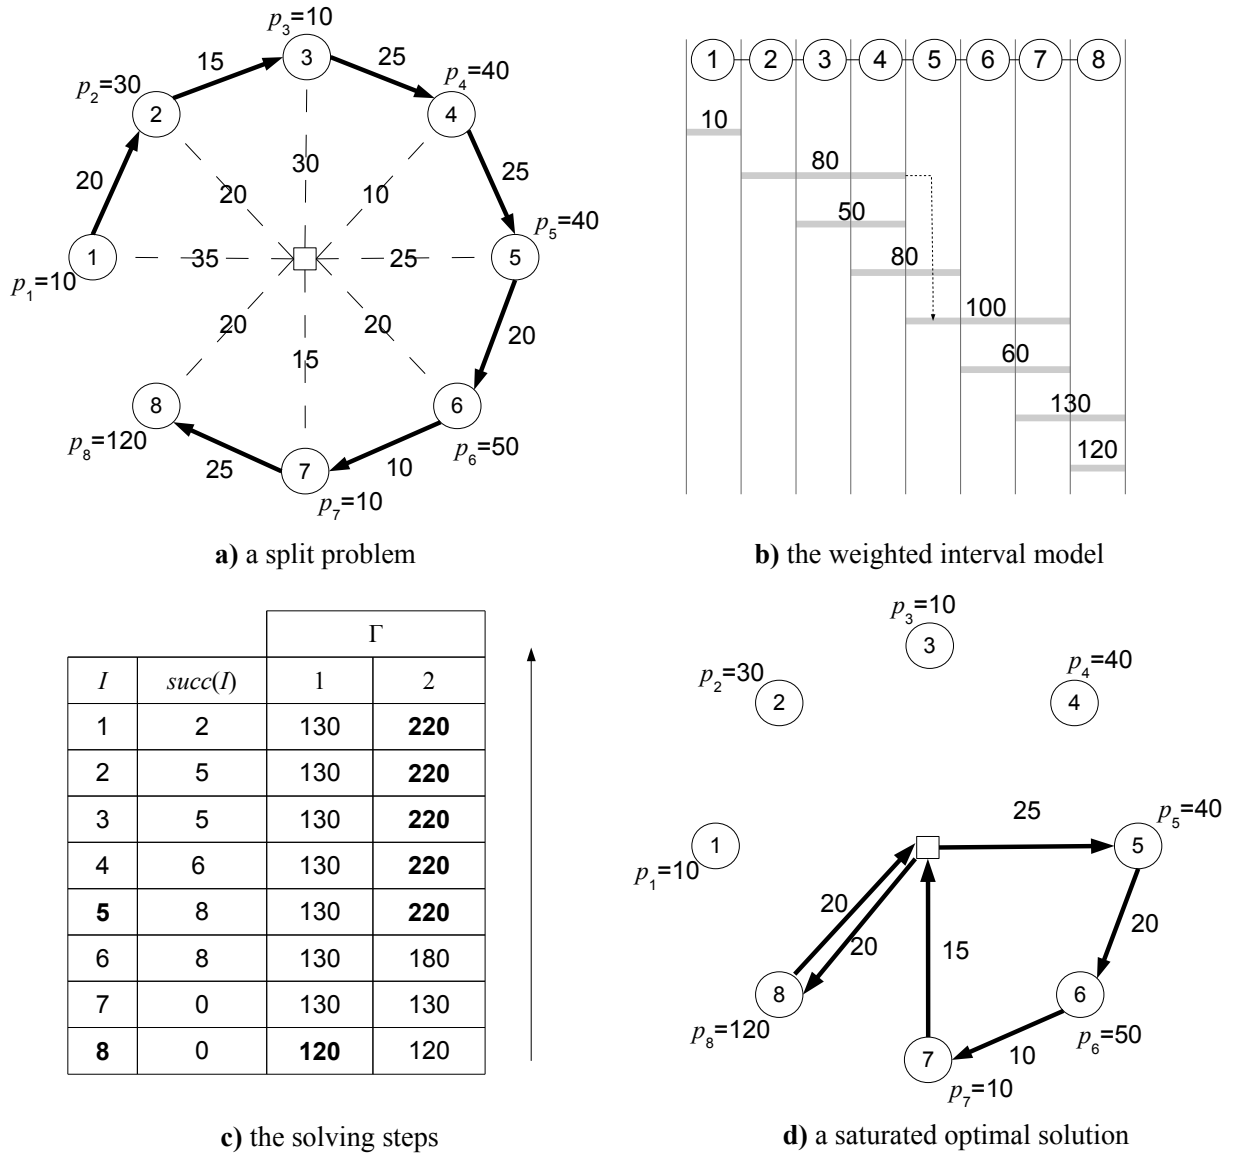 p3=10
15
3
25
p2=30
p4=40
2
4
20
30
25
20
10
p5=40
1
35
25
5
p1=10
20
20
20
15
8
6
p8=120
25
7
10
p6=50
p7=10
a) a split problem
1 2 3 4 5 6 7 8
10
80
50
80
100
60
130
120
b) the weighted interval model
Γ
I succ(I) 1 2
1 2 130 220
2 5 130 220
3 5 130 220
4 6 130 220
5 8 130 220
6 8 130 180
7 0 130 130
8 0 120 120
c) the solving steps
p3=10
3
p2=30
p4=40
2
4
25
p5=40
1
5
p1=10
20
20
20
15
8
6
p8=120
10
p6=50
7
p7=10
d) a saturated optimal solution